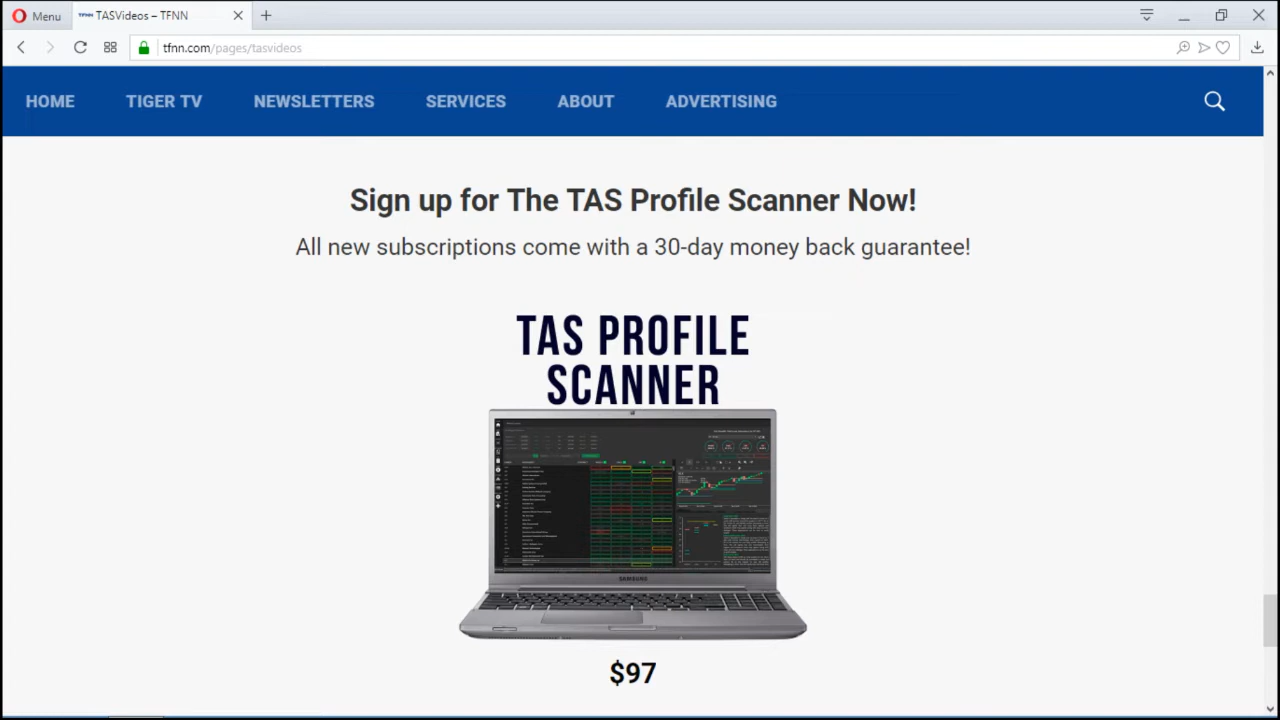 Menu
TFNN TASVideos – TFNN
tfnn.com/pages/tasvideos
HOME
TIGER TV
NEWSLETTERS
SERVICES
ABOUT
ADVERTISING
Sign up for The TAS Profile Scanner Now!
All new subscriptions come with a 30-day money back guarantee!
TAS PROFILE
SCANNER
SAMSUNG
$97